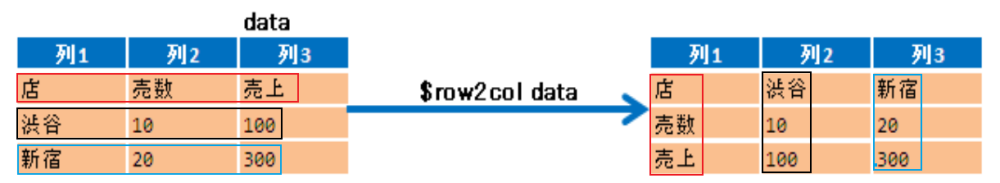 data
列1 列2 列3
店 売数 売上
渋谷 10 100
新宿 20 300
$row2col data
列1 列2 列3
店 渋谷 新宿
売数 10 20
売上 100 300